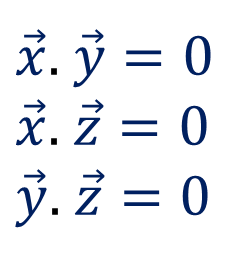 x⃗. y⃗ = 0
x⃗. z⃗ = 0
y⃗. z⃗ = 0